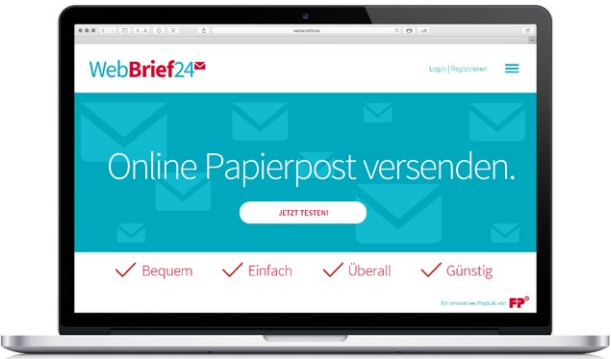 WebBrief24
Login | Registrieren
Online Papierpost versenden.
JETZT TESTEN!
Bequem
Einfach
Überall
Günstig
Ein innovatives Produkt von FP